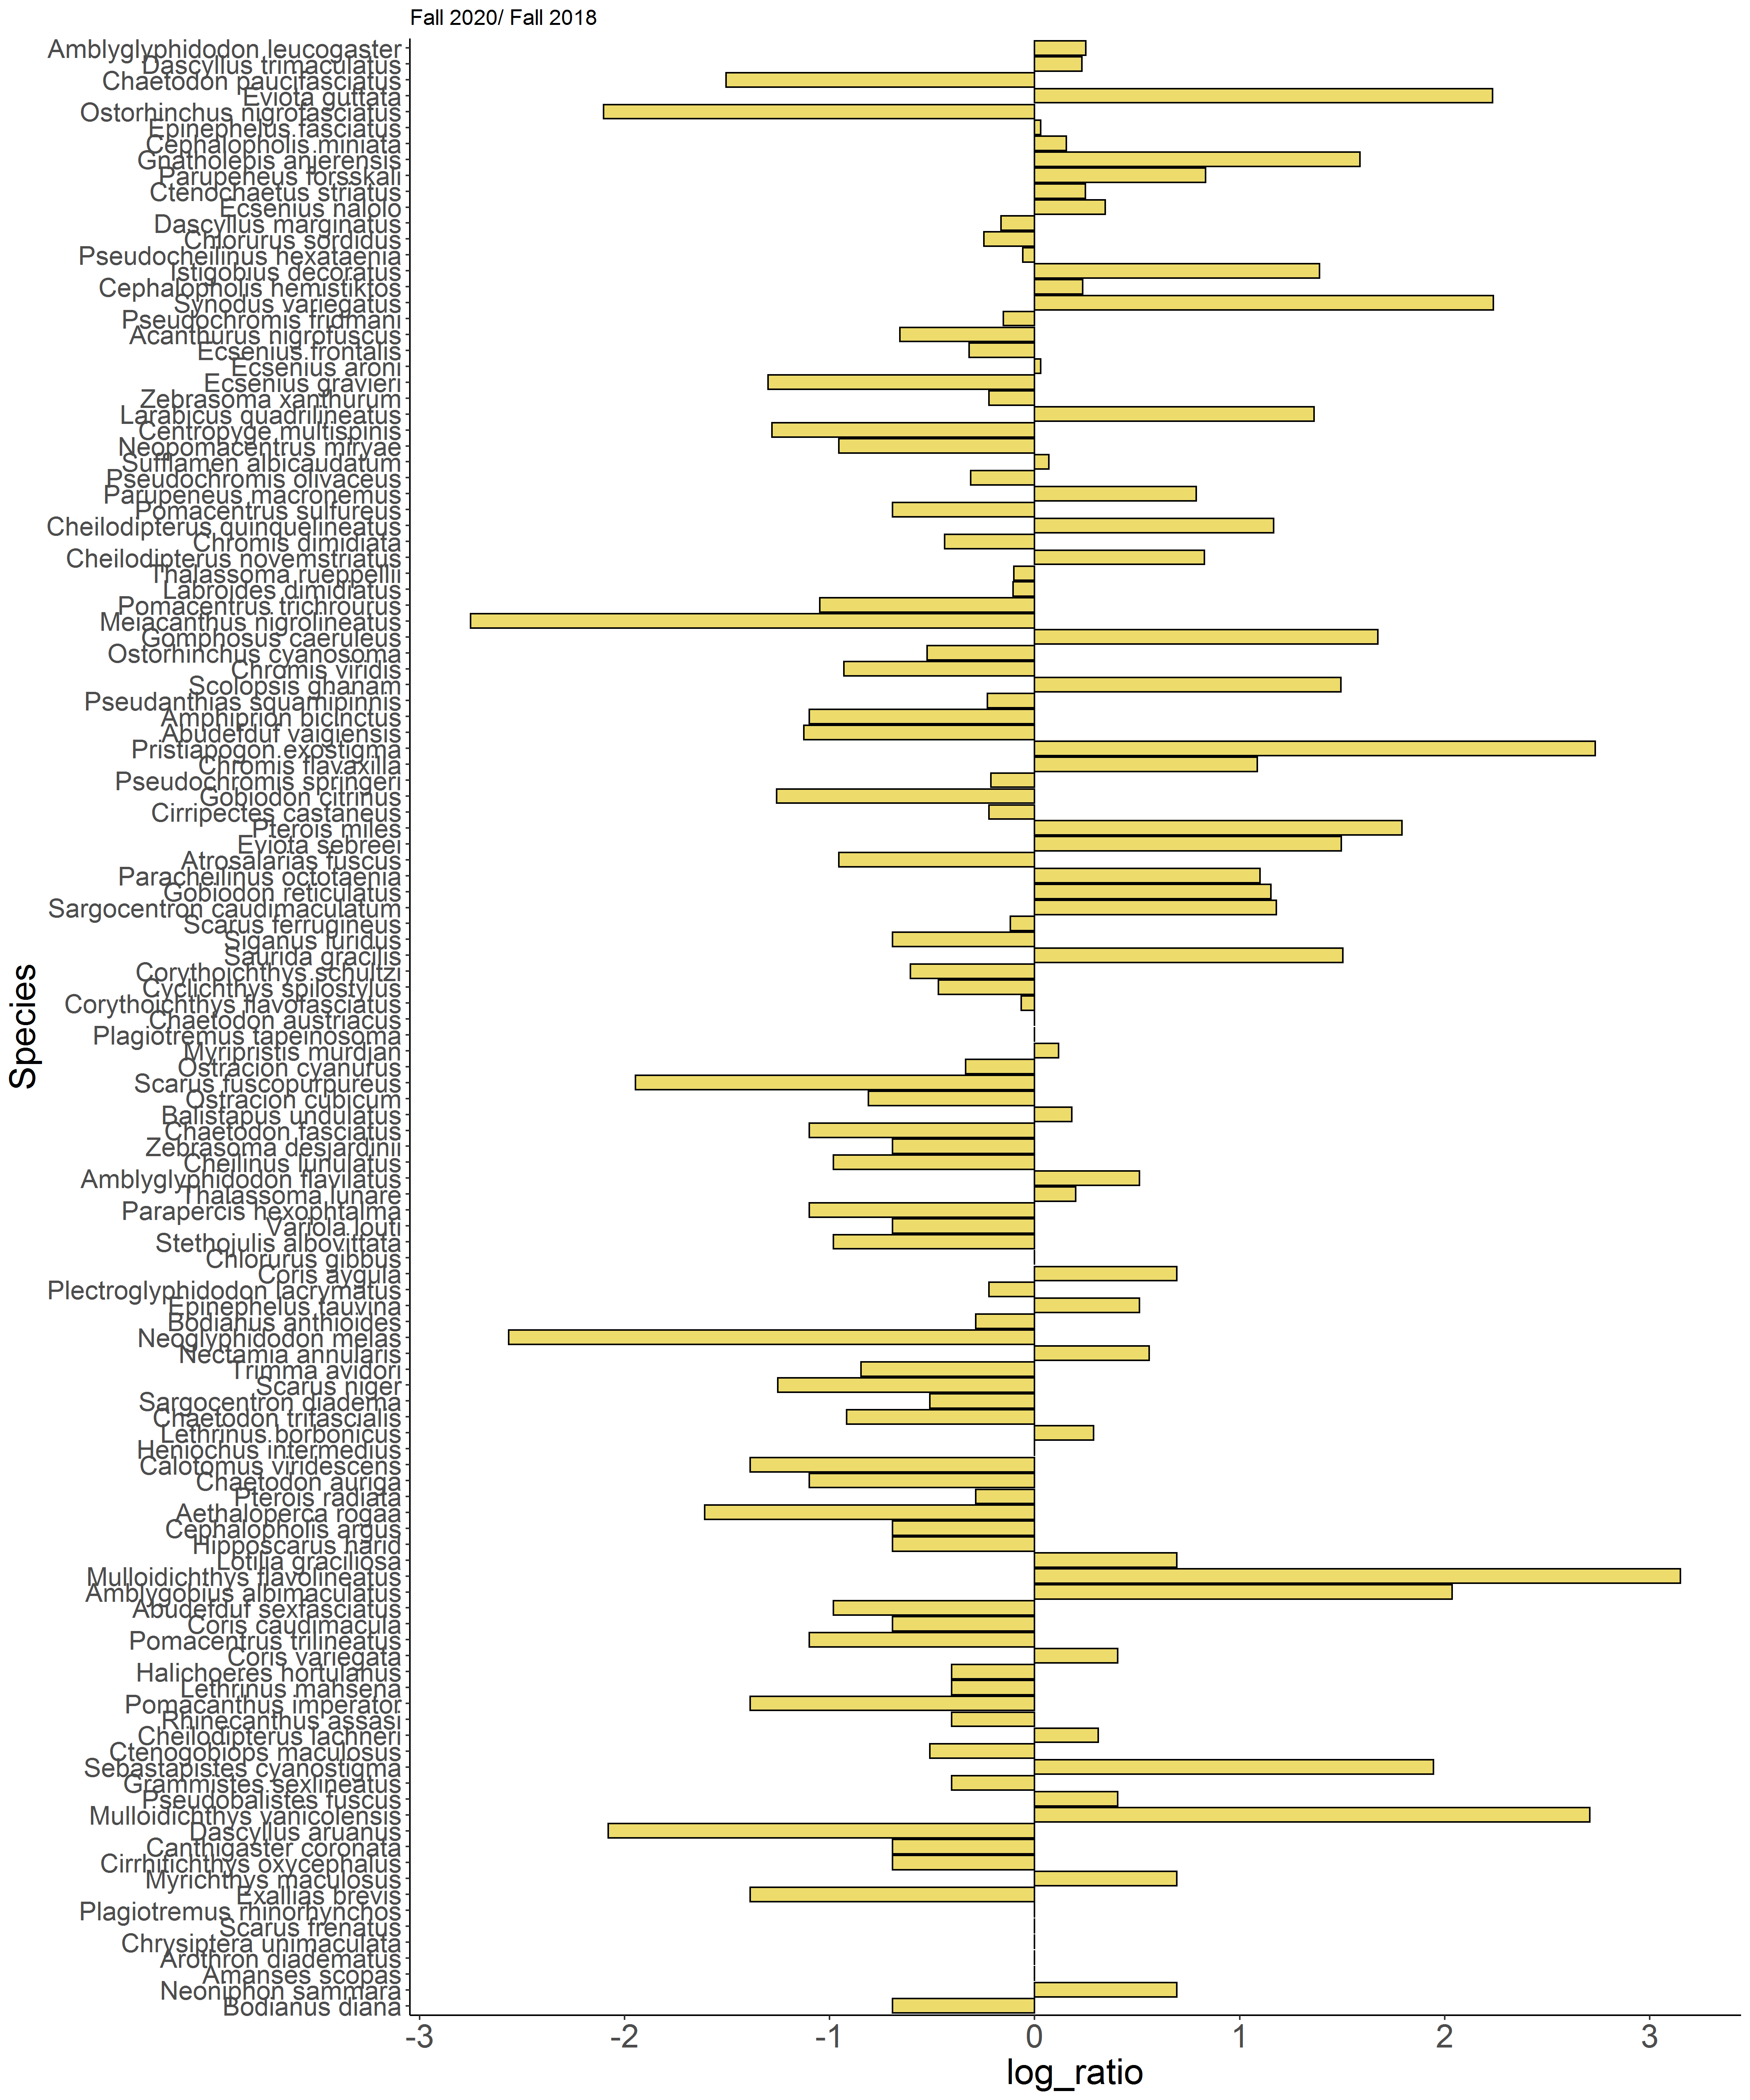 Fall 2020/ Fall 2018
Amblyglyphidodon leucogaster
Dascyllus trimaculatus
Chaetodon paucifasciatus
Eviota guttata
Ostorhinchus nigrofasciatus
Epinephelus fasciatus
Cephalopholis miniata
Gnatholebis anjerensis
Parupeneus forsskali
Ctenochaetus striatus
Ecsenius nalolo
Dascyllus marginatus
Chlorurus sordidus
Pseudocheilinus hexataenia
Istigobius decoratus
Cephalopholis hemistiktos
Synodus variegatus
Pseudochromis fridmani
Acanthurus nigrofuscus
Ecsenius frontalis
Ecsenius aroni
Ecsenius gravieri
Zebrasoma xanthurum
Larabicus quadrilineatus
Centropyge multispinis
Neopomacentrus miryae
Sufflamen albicaudatum
Pseudochromis olivaceus
Parupeneus macronemus
Pomacentrus sulfureus
Cheilodipterus quinquelineatus
Chromis dimidiata
Cheilodipterus novemstriatus
Thalassoma rueppellii
Labroides dimidiatus
Pomacentrus trichrourus
Meiacanthus nigrolineatus
Gomphosus caeruleus
Ostorhinchus cyanosoma
Chromis viridis
Scolopsis ghanam
Pseudanthias squamipinnis
Amphiprion bicinctus
Abudefduf vaigiensis
Pristiapogon exostigma
Chromis flavaxilla
Pseudochromis springeri
Gobiodon citrinus
Cirripectes castaneus
Pterois miles
Eviota sebreei
Atrosalarias fuscus
Paracheilinus octotaenia
Gobiodon reticulatus
Sargocentron caudimaculatum
Scarus ferrugineus
Siganus luridus
Saurida gracilis
Corythoichthys schultzi
Cyclichthys spilostylus
Corythoichthys flavofasciatus
Chaetodon austriacus
Plagiotremus tapeinosoma
Myripristis murdjan
Ostracion cyanurus
Scarus fuscopurpureus
Ostracion cubicum
Balistapus undulatus
Chaetodon fasciatus
Zebrasoma desjardinii
Cheilinus lunulatus
Amblyglyphidodon flavilatus
Thalassoma lunare
Parapercis hexophtalma
Variola louti
Stethojulis albovittata
Chlorurus gibbus
Coris aygula
Plectroglyphidodon lacrymatus
Epinephelus tauvina
Bodianus anthioides
Neoglyphidodon melas
Nectamia annularis
Trimma avidori
Scarus niger
Sargocentron diadema
Chaetodon trifascialis
Lethrinus borbonicus
Heniochus intermedius
Calotomus viridescens
Chaetodon auriga
Pterois radiata
Aethaloperca rogaa
Cephalopholis argus
Hipposcarus harid
Lotilia graciliosa
Mulloidichthys flavolineatus
Amblygobius albimaculatus
Abudefduf sexfasciatus
Coris caudimacula
Pomacentrus trilineatus
Coris variegata
Halichoeres hortulanus
Lethrinus mahsena
Pomacanthus imperator
Rhinecanthus assasi
Cheilodipterus lachneri
Ctenogobiops maculosus
Sebastapistes cyanostigma
Grammistes sexlineatus
Pseudobalistes fuscus
Mulloidichthys vanicolensis
Dascyllus aruanus
Canthigaster coronata
Cirrhitichthys oxycephalus
Myrichthys maculosus
Exallias brevis
Plagiotremus rhinorhynchos
Scarus frenatus
Chrysiptera unimaculata
Arothron diadematus
Amanses scopas
Neoniphon sammara
Bodianus diana
Species
-3 -2 -1 0 1 2 3
log_ratio